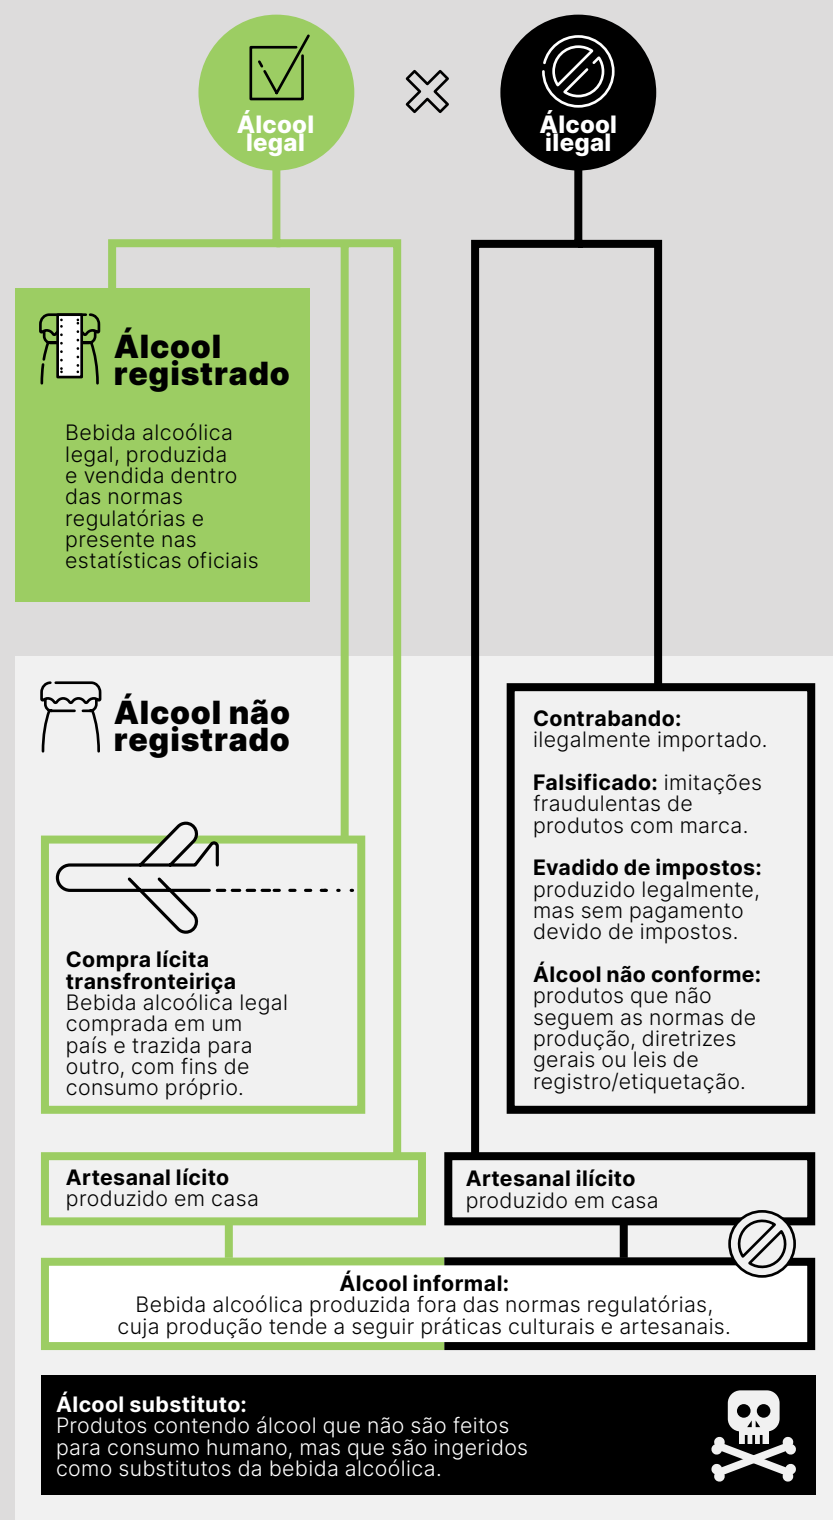 Álcool
legal
Álcool
ilegal
Álcool
registrado
Bebida alcoólica
legal, produzida
e vendida dentro
das normas
regulatórias e
presente nas
estatísticas oficiais
Álcool não
registrado
Compra lícita
transfronteiriça
Bebida alcoólica legal
comprada em um
país e trazida para
outro, com fins de
consumo próprio.
Contrabando:
ilegalmente importado.
Falsificado: imitações
fraudulentas de
produtos com marca.
Evadido de impostos:
produzido legalmente,
mas sem pagamento
devido de impostos.
Álcool não conforme:
produtos que não
seguem as normas de
produção, diretrizes
gerais ou leis de
registro/etiquetação.
Artesanal lícito
produzido em casa
Artesanal ilícito
produzido em casa
Álcool informal:
Bebida alcoólica produzida fora das normas regulatórias,
cuja produção tende a seguir práticas culturais e artesanais.
Álcool substituto:
Produtos contendo álcool que não são feitos
para consumo humano, mas que são ingeridos
como substitutos da bebida alcoólica.